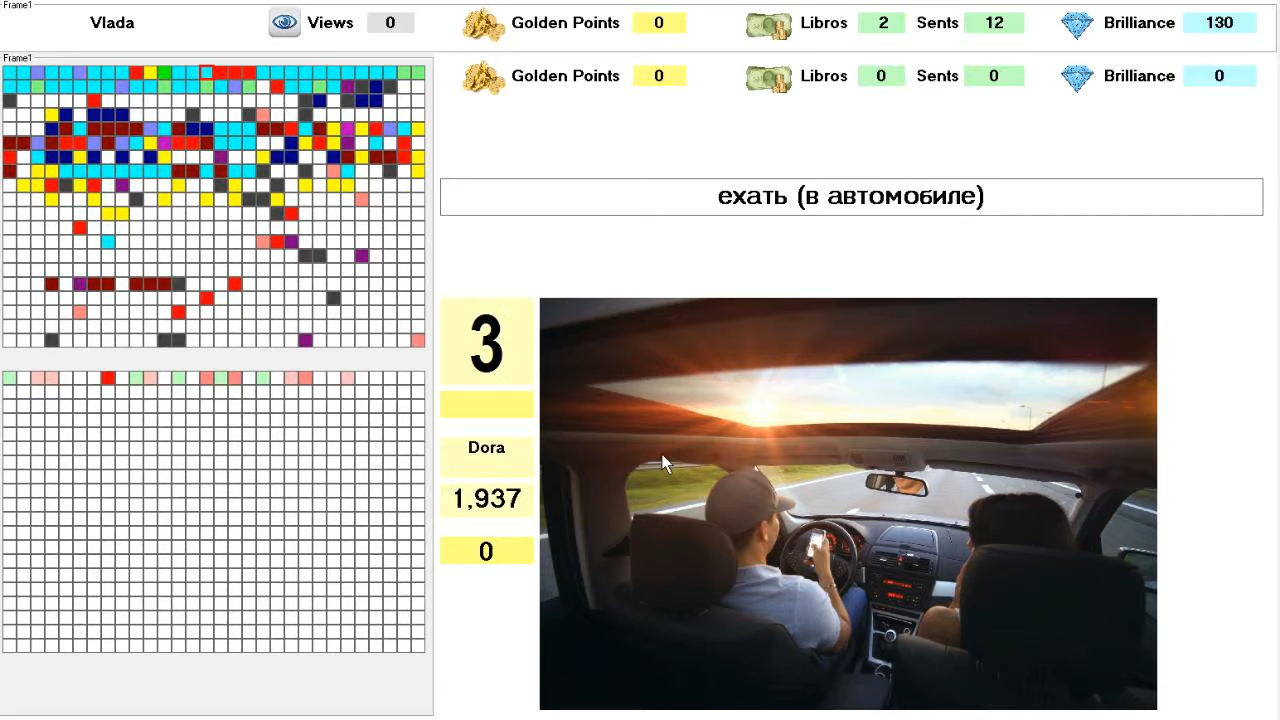 Frame1
Vlada Views 0 Golden Points 0 Libros 2 Sents 12 Brilliance 130
Frame1
Golden Points 0 Libros 0 Sents 0 Brilliance 0
ехать (в автомобиле)
3
Dora
1,937
0